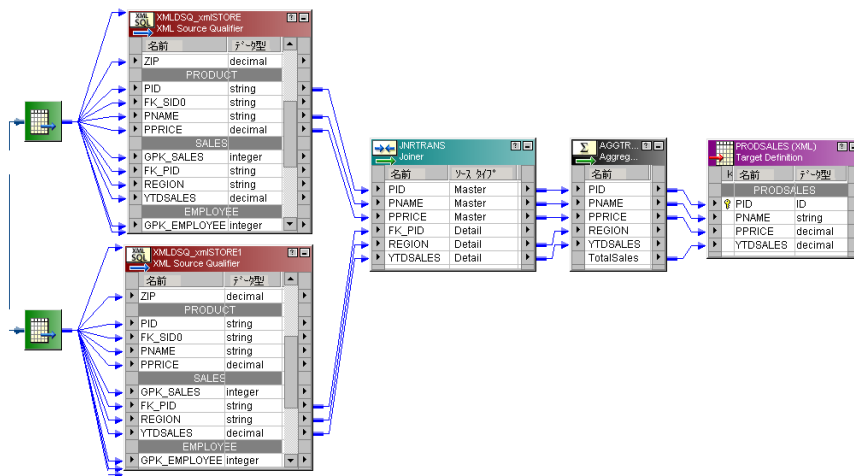 XML
SQL
XMLDSQ_xmlSTORE
XML Source Qualifier
名前 ﾃﾞｰﾀ型
ZIP decimal
PRODUCT
PID string
FK_SID0 string
PNAME string
PPRICE decimal
SALES
GPK_SALES integer
FK_PID string
REGION string
YTDSALES decimal
EMPLOYEE
GPK_EMPLOYEE integer
XML
SQL
XMLDSQ_xmlSTORE1
XML Source Qualifier
名前 ﾃﾞｰﾀ型
ZIP decimal
PRODUCT
PID string
FK_SID0 string
PNAME string
PPRICE decimal
SALES
GPK_SALES integer
FK_PID string
REGION string
YTDSALES decimal
EMPLOYEE
GPK_EMPLOYEE integer
JNRTRANS
Joiner
名前 ｿｰｽ ﾀｲﾌﾟ
PID Master
PNAME Master
PPRICE Master
FK_PID Detail
REGION Detail
YTDSALES Detail
Σ
AGGTR...
Aggreg...
名前
PID
PNAME
PPRICE
REGION
YTDSALES
TotalSales
PRODSALES (XML)
Target Definition
K 名前 ﾃﾞｰﾀ型
PRODSALES
PID ID
PNAME string
PPRICE decimal
YTDSALES decimal